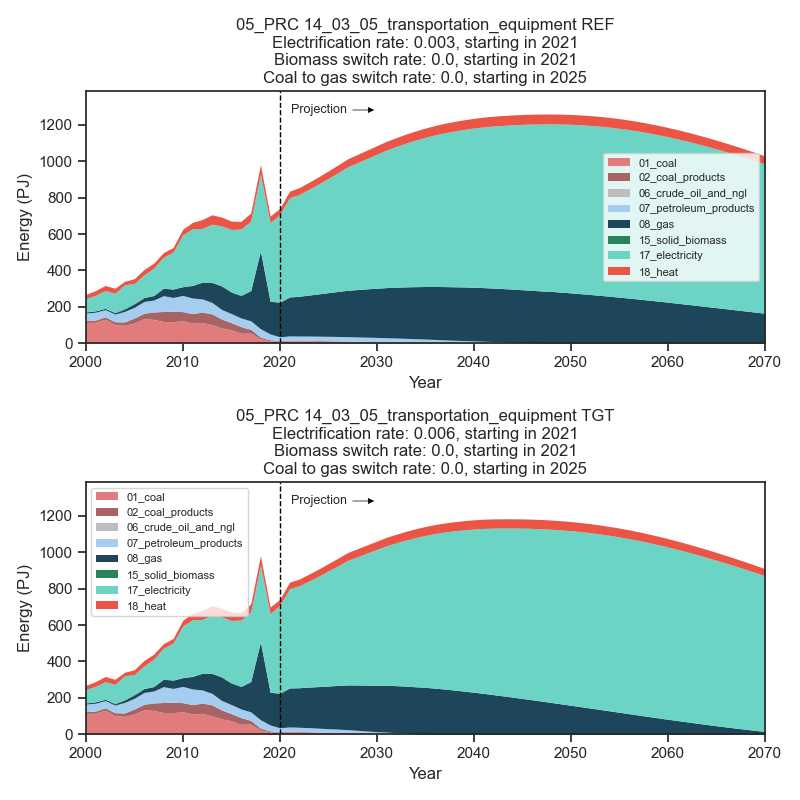 05_PRC 14_03_05_transportation_equipment REF
Electrification rate: 0.003, starting in 2021
Biomass switch rate: 0.0, starting in 2021
Coal to gas switch rate: 0.0, starting in 2025
Projection
1200
1000
800
600
400
200
0
Energy (PJ)
01_coal
02_coal_products
06_crude_oil_and_ngl
07_petroleum_products
08_gas
15_solid_biomass
17_electricity
18_heat
2000 2010 2020 2030 2040 2050 2060 2070
Year
05_PRC 14_03_05_transportation_equipment TGT
Electrification rate: 0.006, starting in 2021
Biomass switch rate: 0.0, starting in 2021
Coal to gas switch rate: 0.0, starting in 2025
01_coal
02_coal_products
06_crude_oil_and_ngl
07_petroleum_products
08_gas
15_solid_biomass
17_electricity
18_heat
Projection
1200
1000
800
600
400
200
0
Energy (PJ)
2000 2010 2020 2030 2040 2050 2060 2070
Year